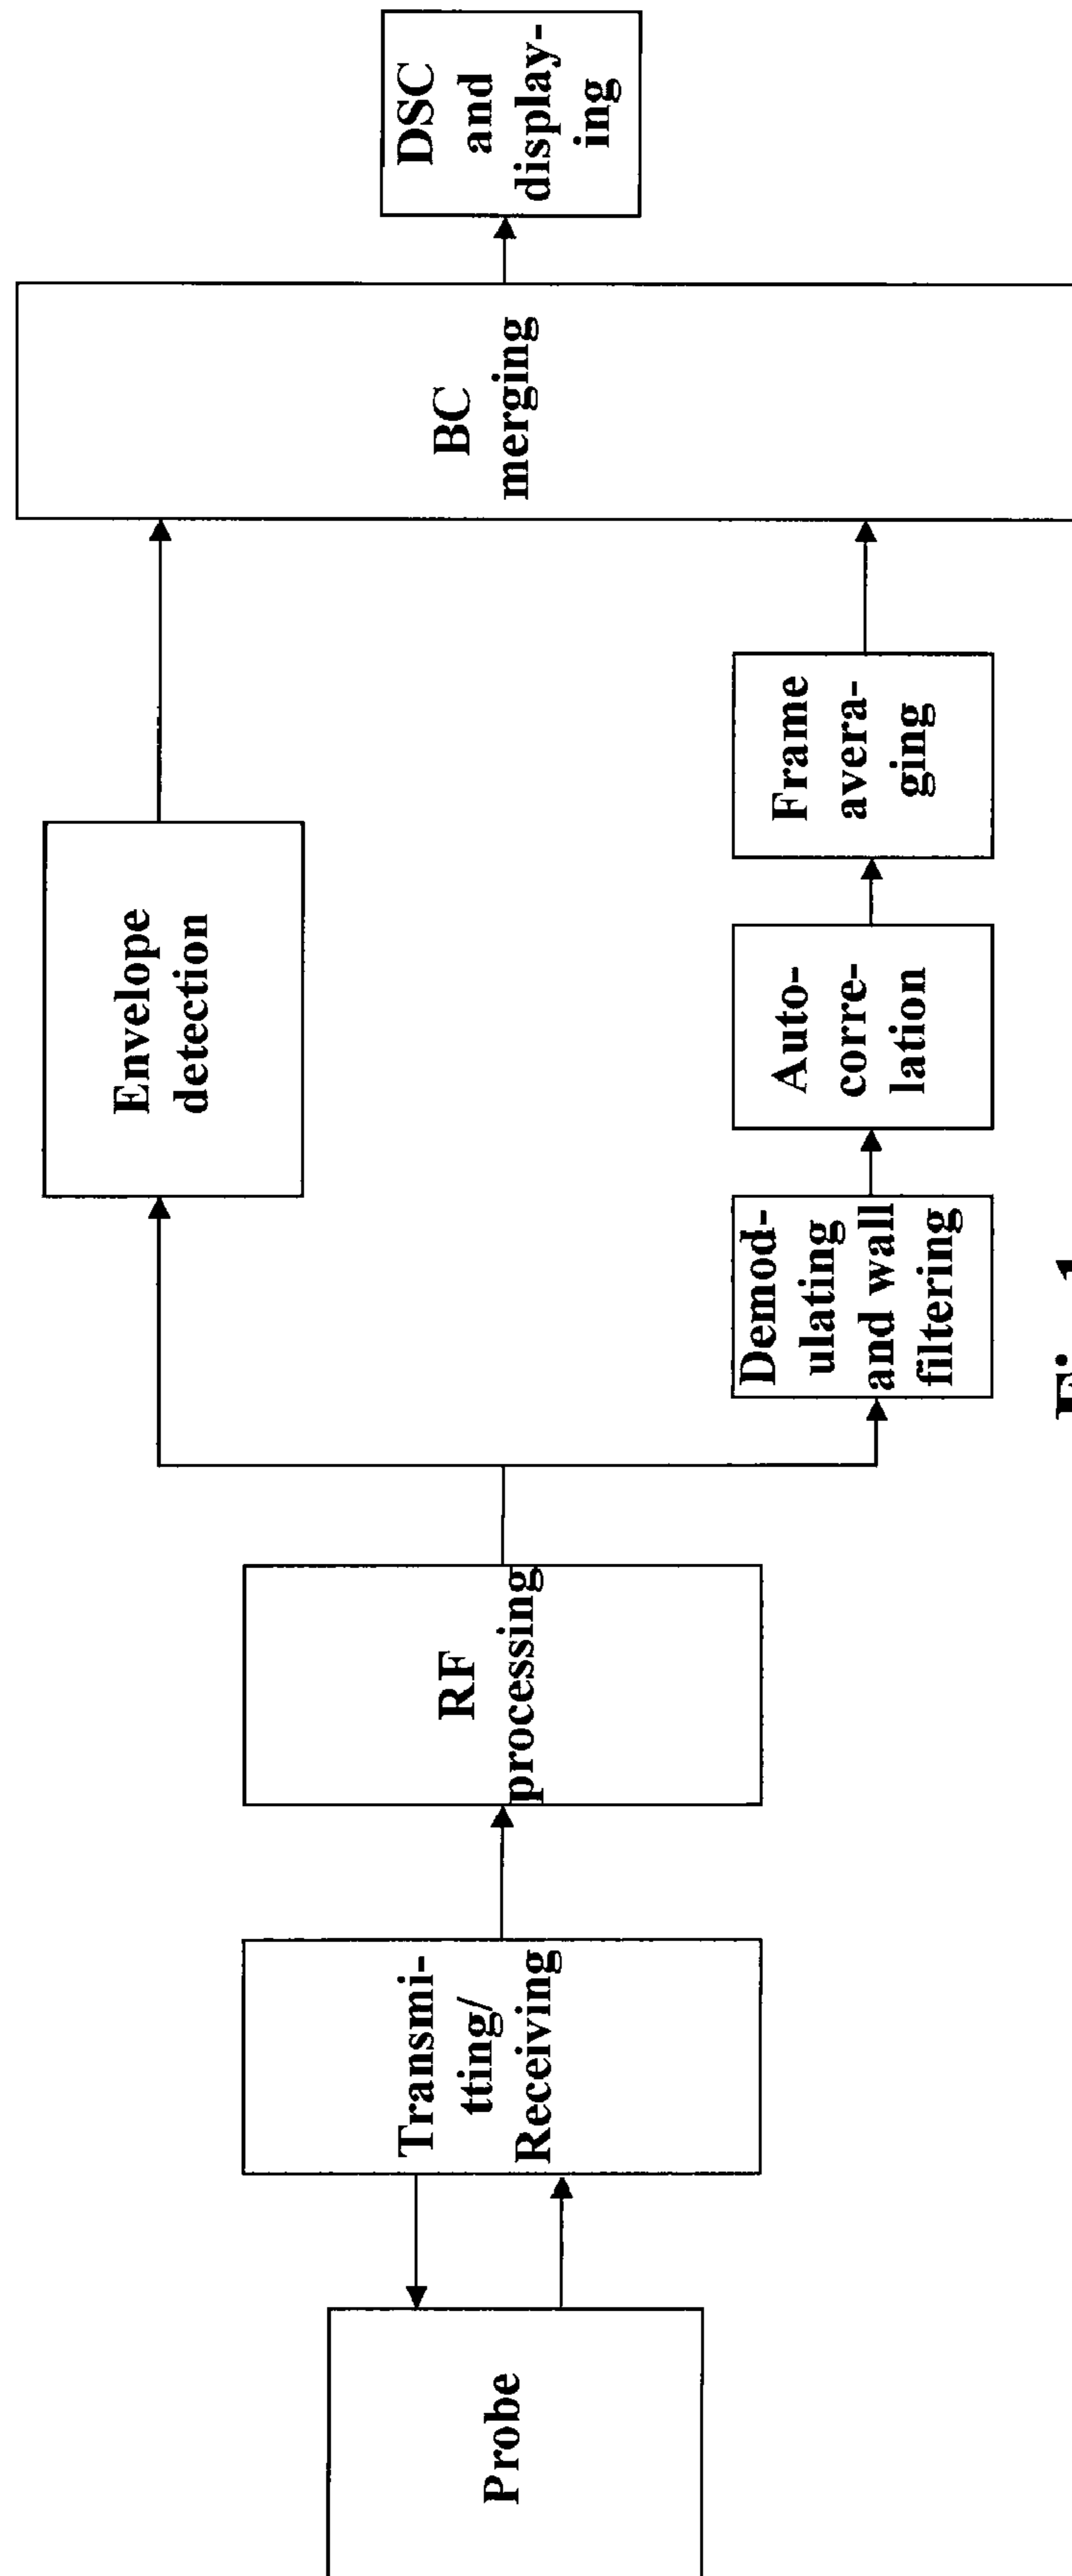 Probe
Transmi-
tting/
Receiving
RF
processing
Envelope
detection
Demod-
ulating
and wall
filtering
Auto-
corre-
lation
Frame
avera-
ging
BC
merging
DSC
and
display-
ing